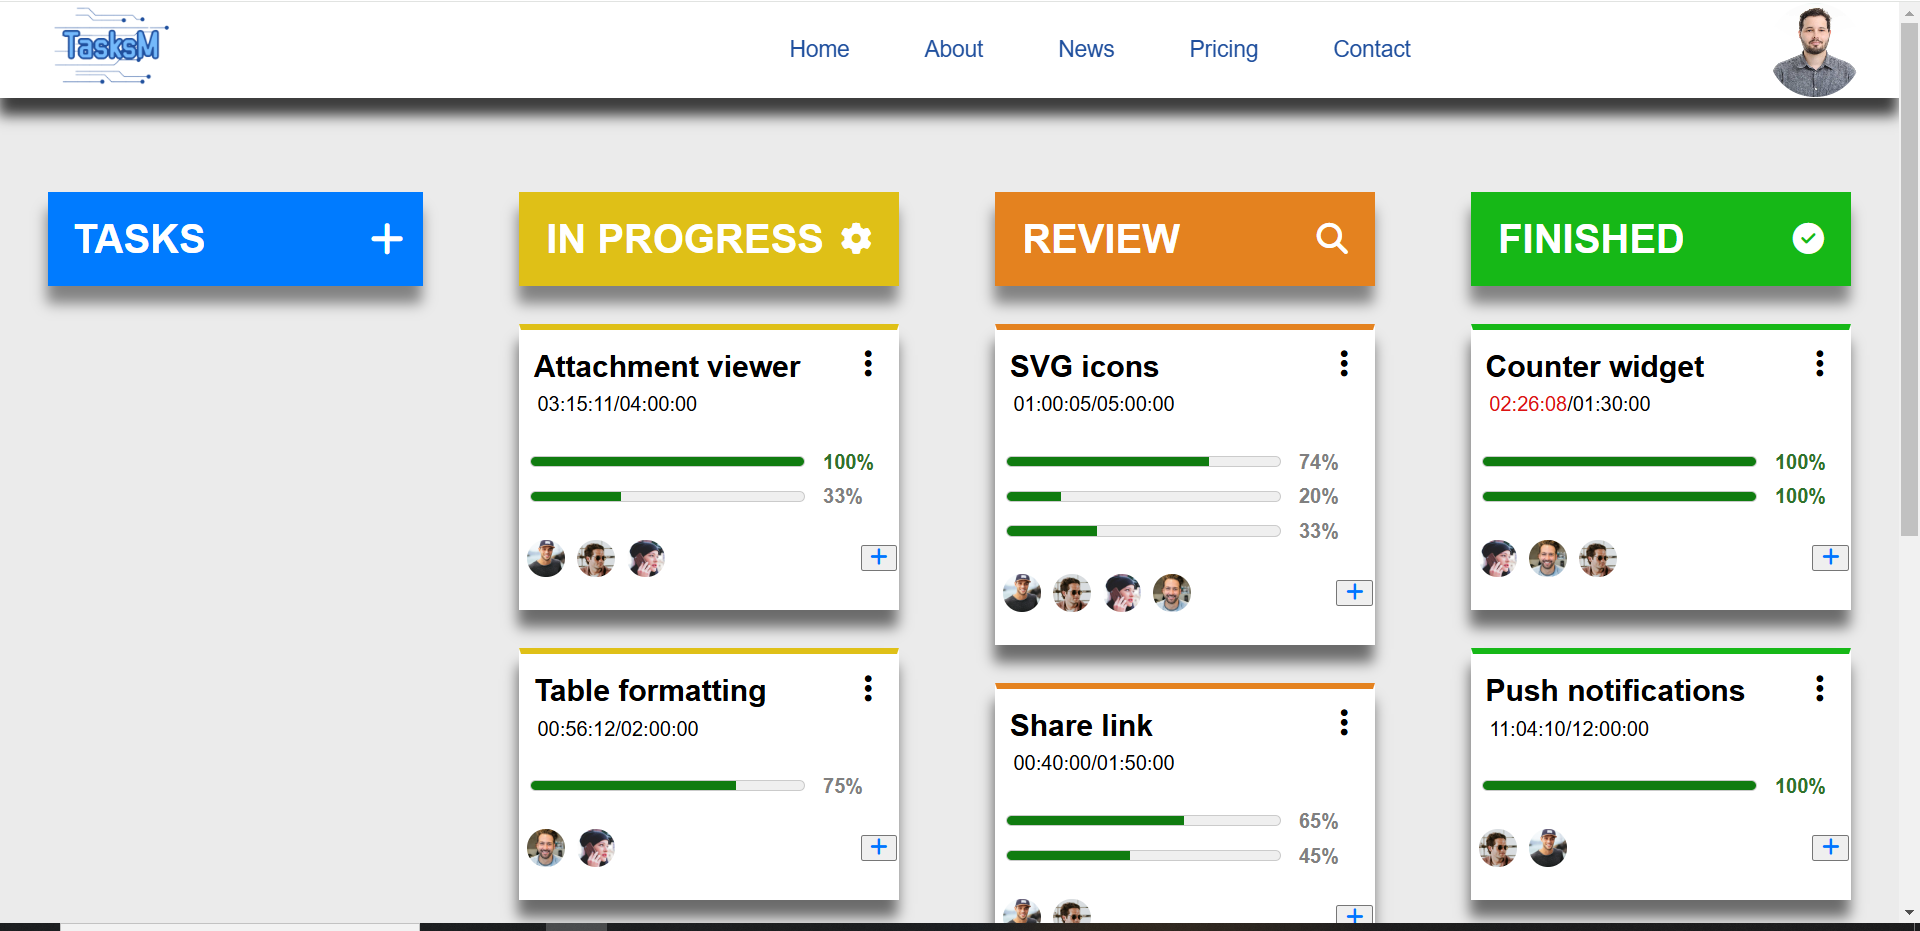 TasksM
Home About News Pricing Contact
TASKS
IN PROGRESS
Attachment viewer
03:15:11/04:00:00
100%
33%
Table formatting
00:56:12/02:00:00
75%
REVIEW
SVG icons
01:00:05/05:00:00
74%
20%
33%
Share link
00:40:00/01:50:00
65%
45%
FINISHED
Counter widget
02:26:08/01:30:00
100%
100%
Push notifications
11:04:10/12:00:00
100%